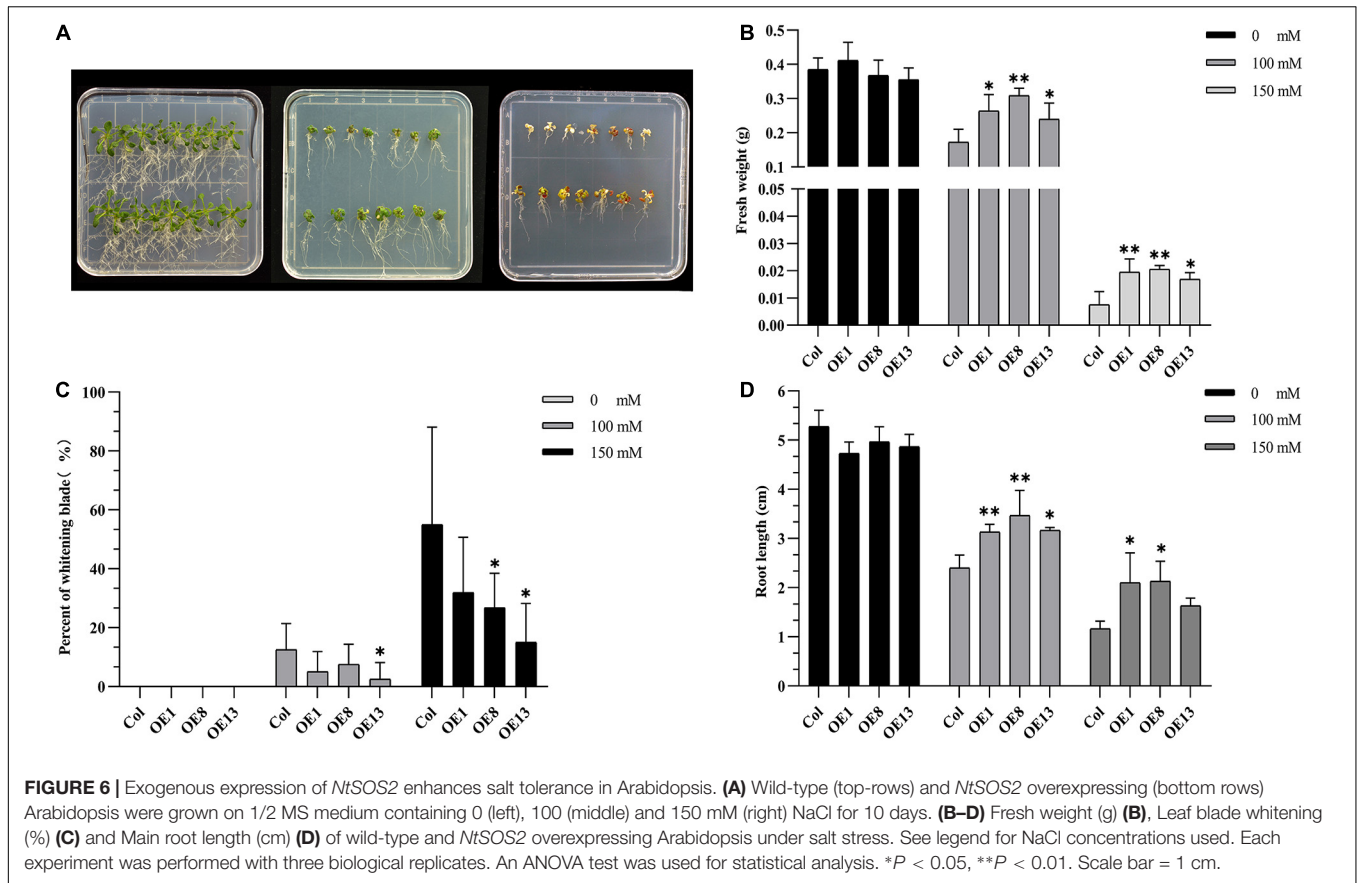 A
B
Fresh weight (g)
0.5
0.4
0.3
0.2
0.1
0.05
0.04
0.03
0.02
0.01
0.00
* ** *
** ** *
Col OE1 OE8 OE13 Col OE1 OE8 OE13 Col OE1 OE8 OE13
0 mM
100 mM
150 mM
C
Percent of whitening blade( %)
100
80
60
40
20
0
*
* *
Col OE1 OE8 OE13 Col OE1 OE8 OE13 Col OE1 OE8 OE13
0 mM
100 mM
150 mM
D
Root length (cm)
6
5
4
3
2
1
0
** ** *
* *
Col OE1 OE8 OE13 Col OE1 OE8 OE13 Col OE1 OE8 OE13
0 mM
100 mM
150 mM
FIGURE 6 | Exogenous expression of NtSOS2 enhances salt tolerance in Arabidopsis. (A) Wild-type (top-rows) and NtSOS2 overexpressing (bottom rows)
Arabidopsis were grown on 1/2 MS medium containing 0 (left), 100 (middle) and 150 mM (right) NaCl for 10 days. (B–D) Fresh weight (g) (B), Leaf blade whitening
(%) (C) and Main root length (cm) (D) of wild-type and NtSOS2 overexpressing Arabidopsis under salt stress. See legend for NaCl concentrations used. Each
experiment was performed with three biological replicates. An ANOVA test was used for statistical analysis. *P < 0.05, **P < 0.01. Scale bar = 1 cm.